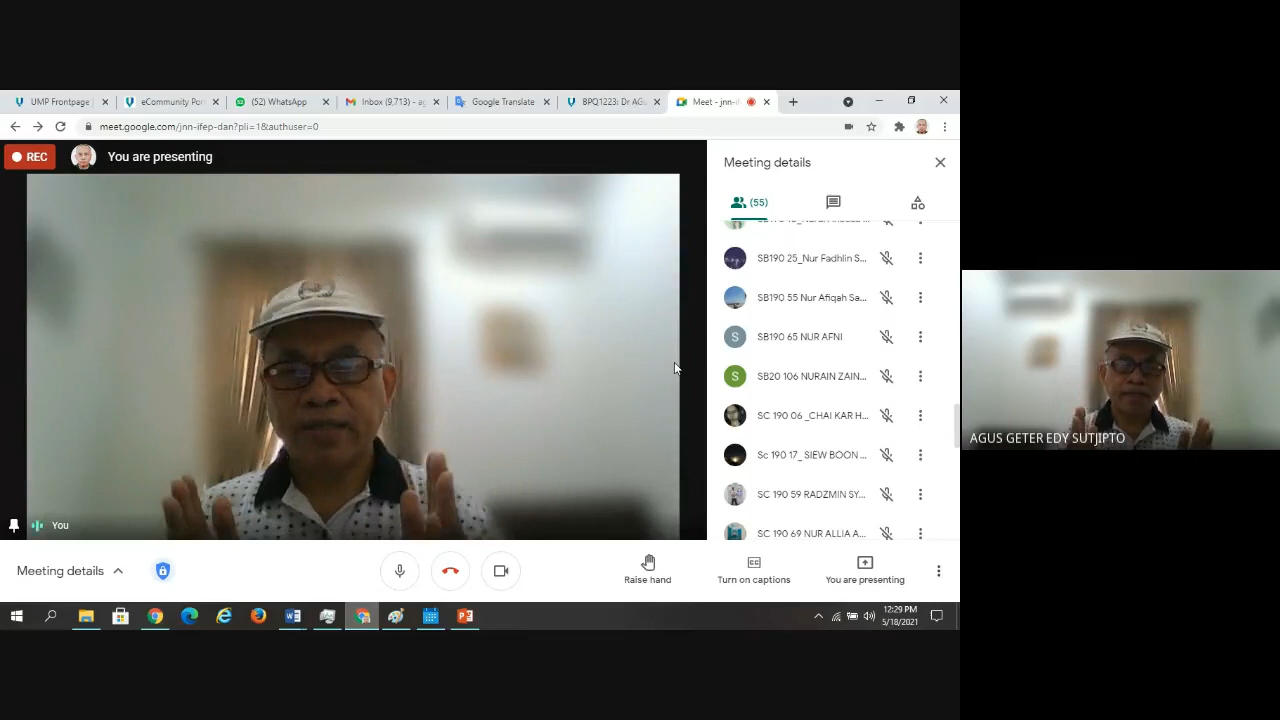 UMP Frontpage
eCommunity Por
(52) WhatsApp
Inbox (9,713) - ag
Google Translate
BPQ1223: Dr AGu
Meet - jnn-if
meet.google.com/jnn-ifep-dan?pli=1&authuser=0
REC
You are presenting
Meeting details
(55)
SB190 25_Nur Fadhlin S...
SB190 55 Nur Afiqah Sa...
SB190 65 NUR AFNI
S
SB20 106 NURAIN ZAIN...
S
SC 190 06 _CHAI KAR H...
Sc 190 17_ SIEW BOON ...
SC 190 59 RADZMIN SY...
SC 190 69 NUR ALLIA A...
You
AGUS GETER EDY SUTJIPTO
Meeting details
Raise hand
Turn on captions
You are presenting
12:29 PM
5/18/2021